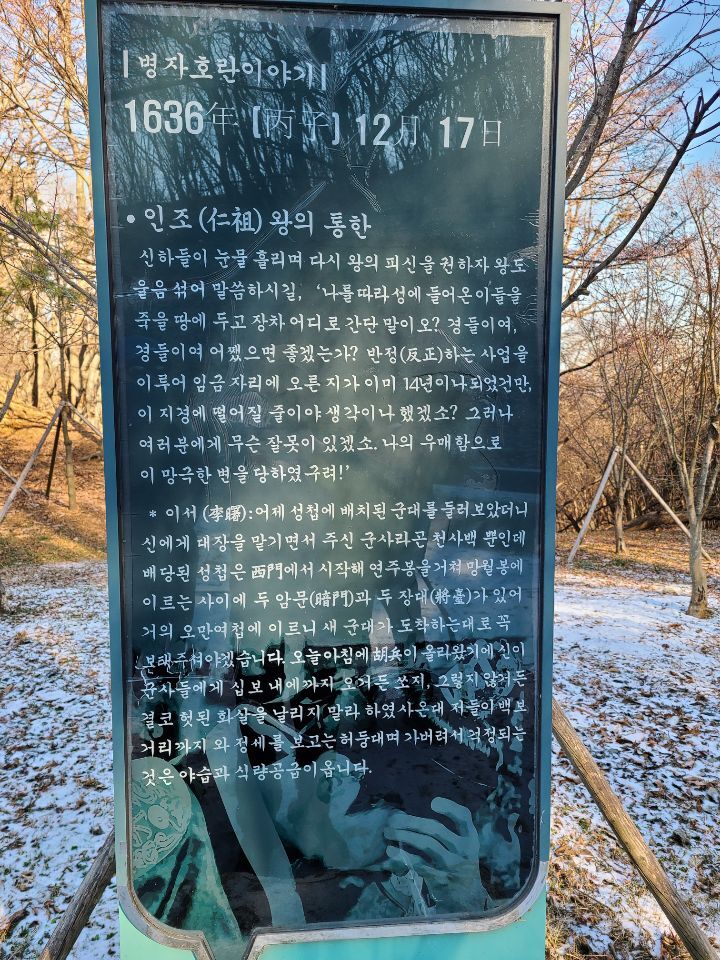 | 병자호란이야기 |
1636年 (丙子) 12月 17日
• 인조 (仁祖) 왕의 통한
신하들이 눈물 흘리며 다시 왕의 피신을 권하자 왕도
울음 섞어 말씀하시길, '나를 따라 성에 들어온 이들을
죽을 땅에 두고 장차 어디로 간단 말이오? 경들이여,
경들이여 어쨌으면 좋겠는가? 반정(反正)하는 사업을
이루어 임금 자리에 오른 지가 이미 14년이나 되었건만,
이 지경에 떨어질 줄이야 생각이나 했겠소? 그러나
여러분에게 무슨 잘못이 있겠소. 나의 우매함으로
이 망극한 변을 당하였구려!'
* 이서 (李曙) : 어제 성첩에 배치된 군대를 둘러보았더니
신에게 대장을 맡기면서 주신 군사라곤 천사백 뿐인데
배당된 성첩은 西門에서 시작해 연주봉을 거쳐 망월봉에
이르는 사이에 두 암문(暗門)과 두 장대(將臺)가 있어
거의 오만여첩에 이르니 새 군대가 도착하는대로 꼭
보태주셔야겠습니다. 오늘 아침에 胡兵이 올라왔기에 신이
군사들에게 십 보 내에까지 오거든 쏘지, 그렇지 않거든
결코 헛된 화살을 날리지 말라 하였사온대 저들이 백 보
거리까지 와 정세를 보고는 허둥대며 가버려서 걱정되는
것은 야습과 식량공급이옵니다.